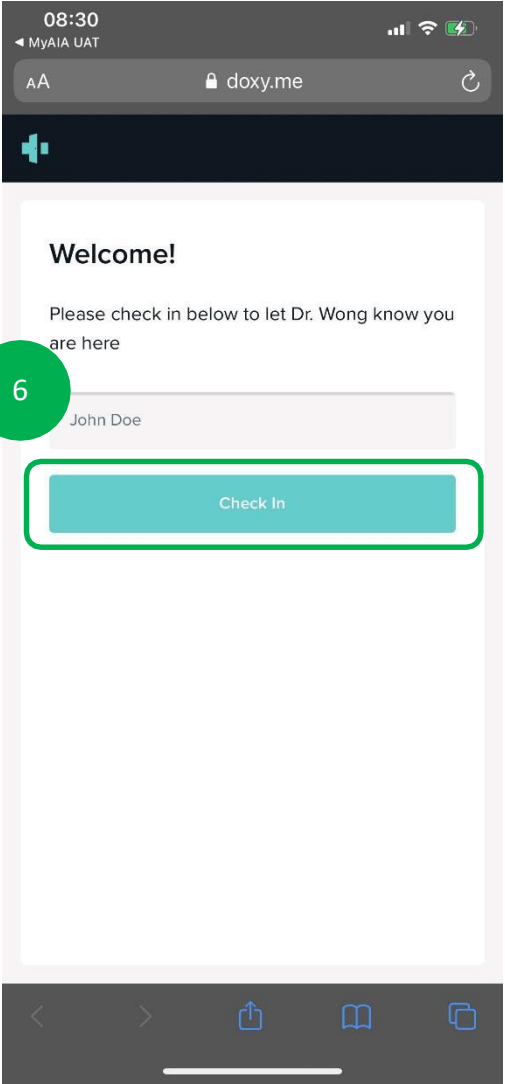 08:30
◀ MyAIA UAT
AA
doxy.me
Welcome!
Please check in below to let Dr. Wong know you
are here
6
John Doe
Check In